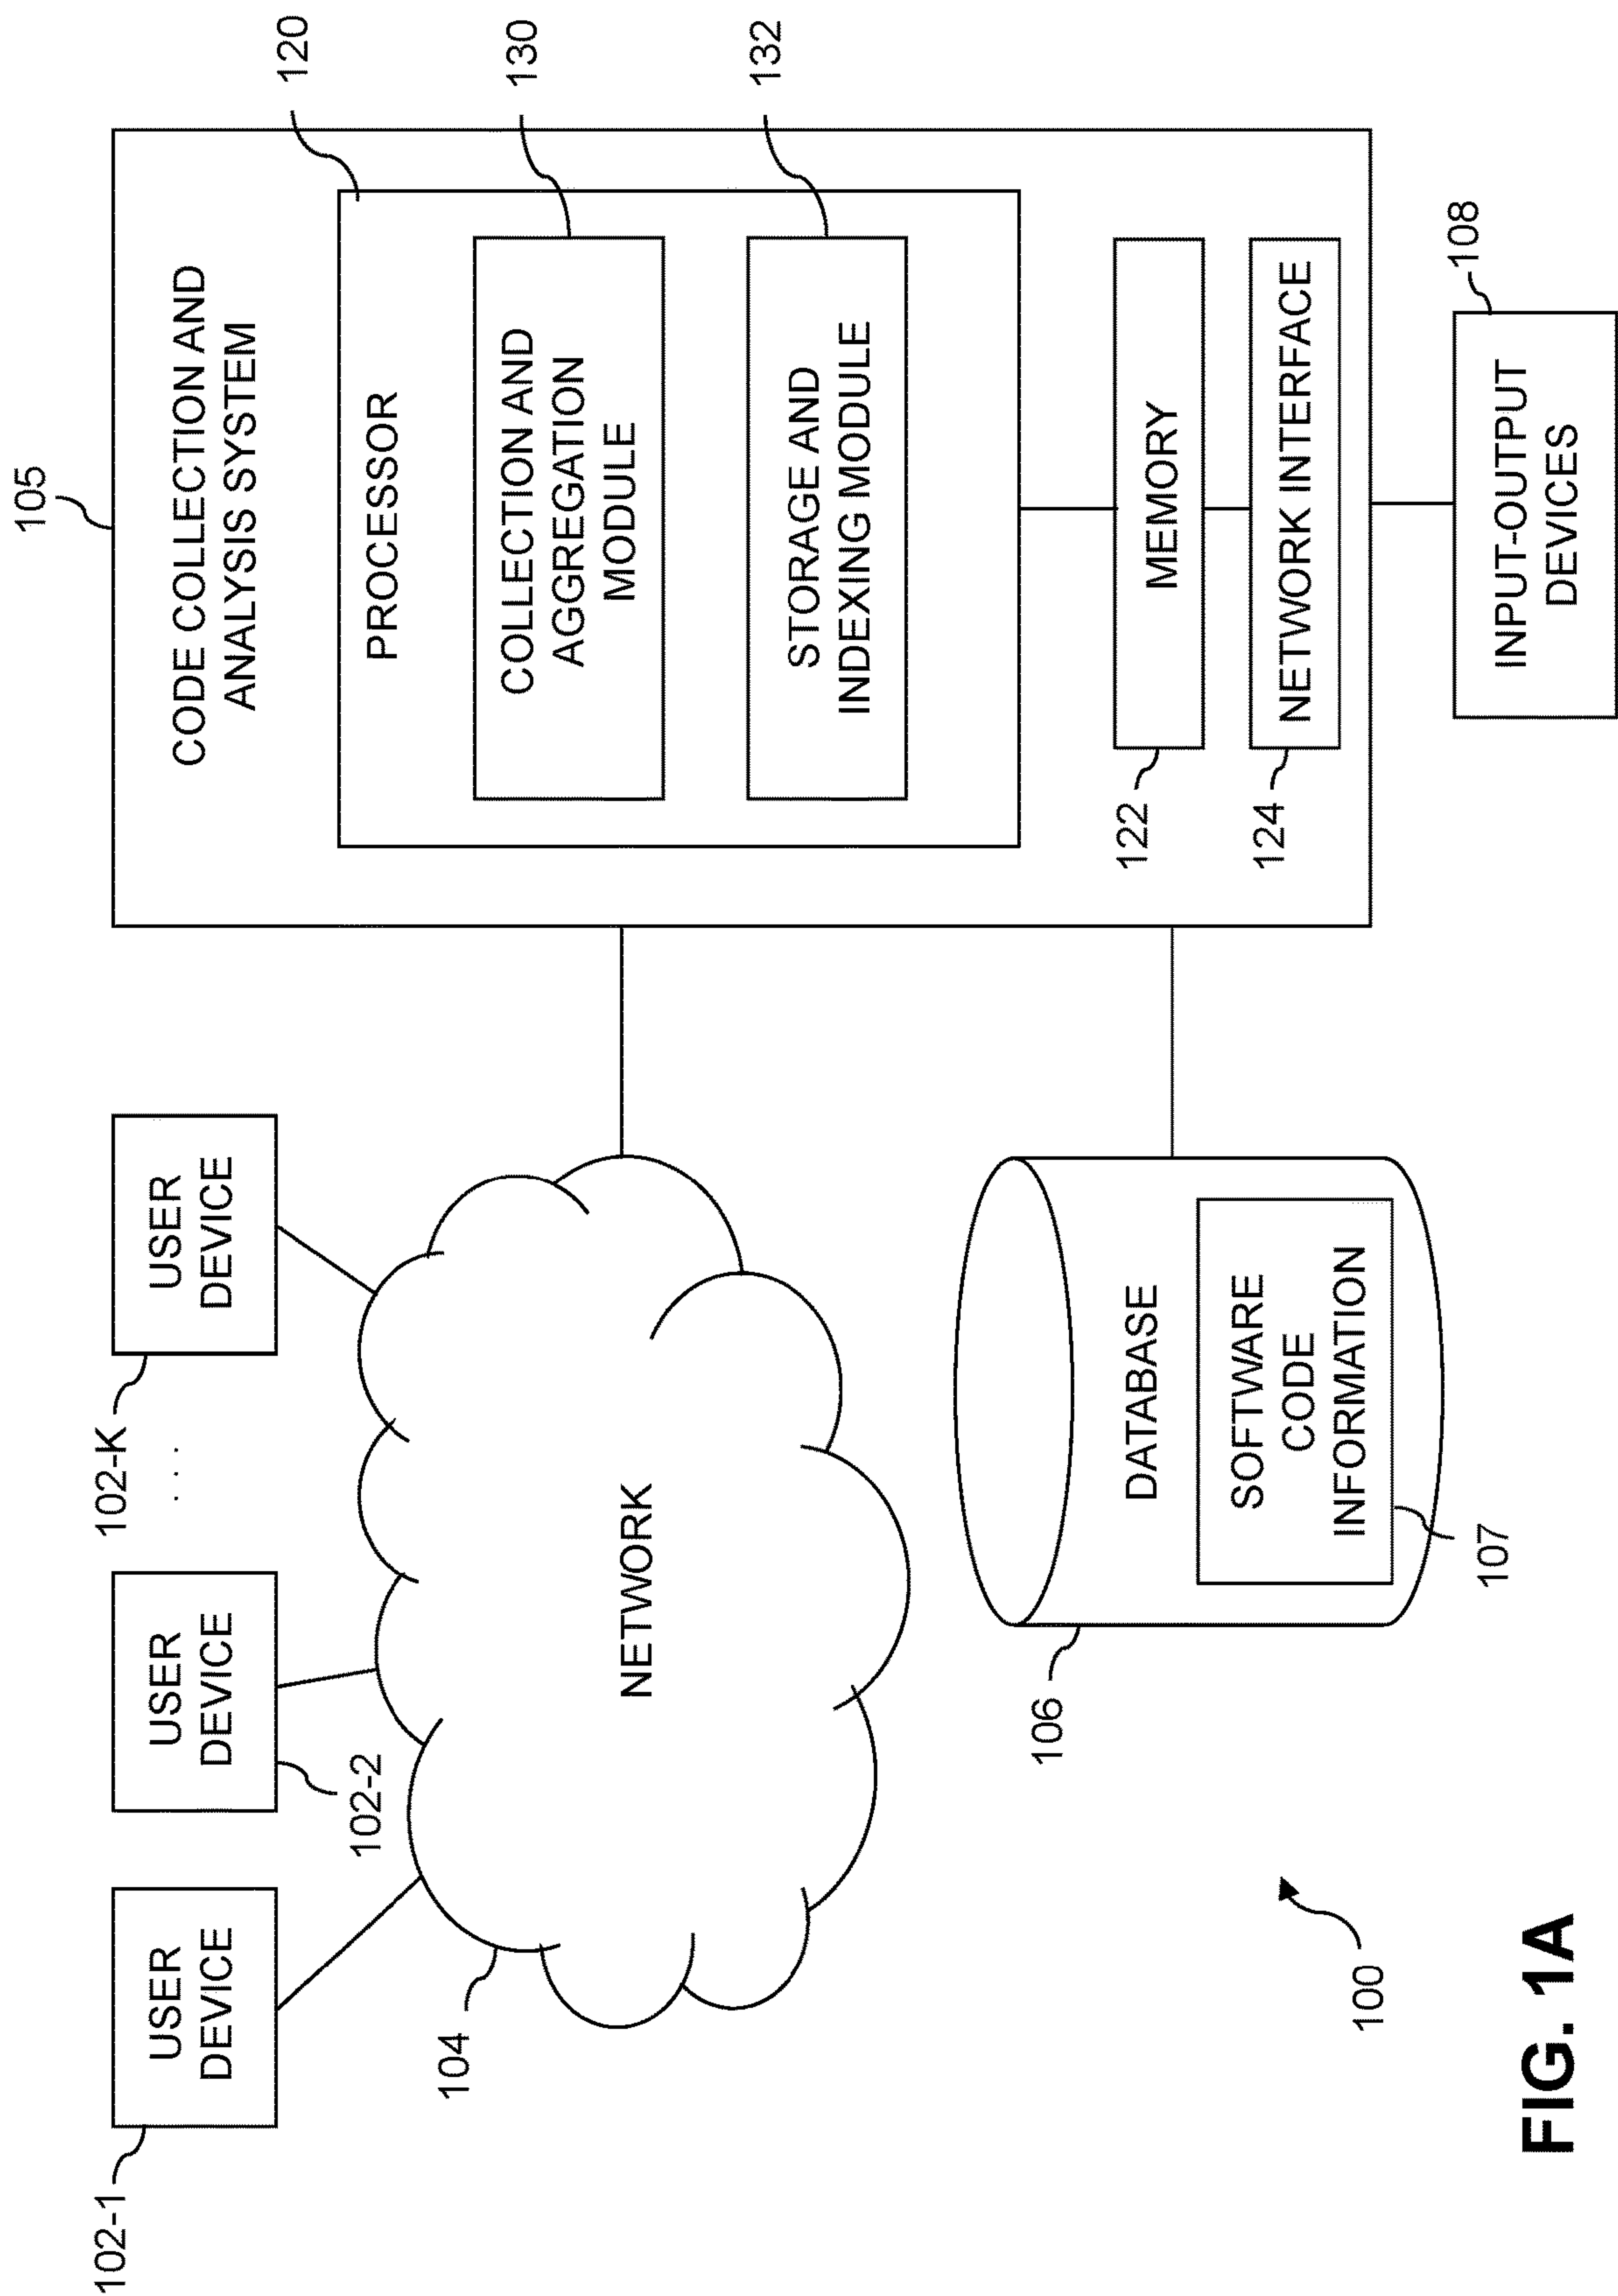 102-1
USER
DEVICE
USER
DEVICE
102-2
102-K
. . . .
USER
DEVICE
104
NETWORK
105
CODE COLLECTION AND
ANALYSIS SYSTEM
120
PROCESSOR
130
COLLECTION AND
AGGREGATION
MODULE
132
STORAGE AND
INDEXING MODULE
122
MEMORY
124
NETWORK INTERFACE
106
DATABASE
SOFTWARE
CODE
INFORMATION
107
108
INPUT-OUTPUT
DEVICES
100
FIG. 1A